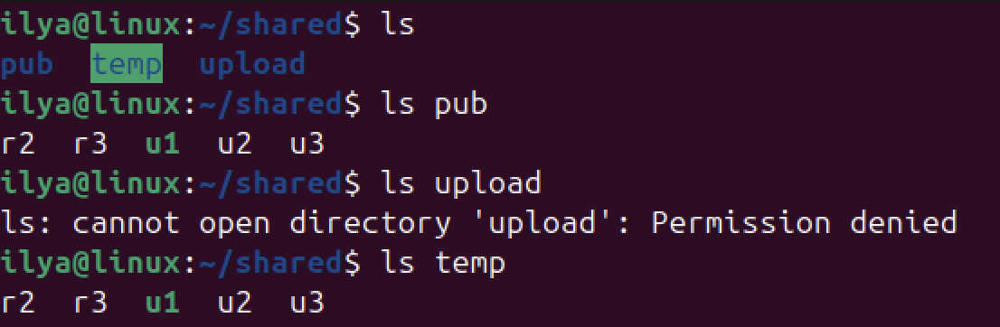 ilya@linux:~/shared$ ls
pub temp upload
ilya@linux:~/shared$ ls pub
r2 r3 u1 u2 u3
ilya@linux:~/shared$ ls upload
ls: cannot open directory 'upload': Permission denied
ilya@linux:~/shared$ ls temp
r2 r3 u1 u2 u3